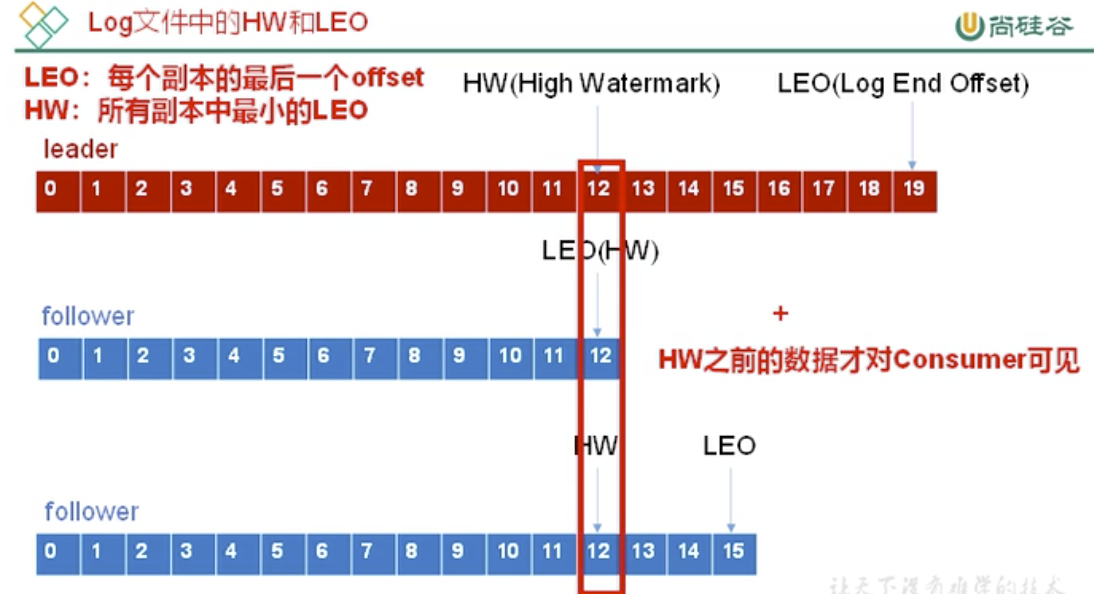 Log文件中的HW和LEO
尚硅谷
LEO：每个副本的最后一个offset
HW：所有副本中最小的LEO
HW(High Watermark)
LEO(Log End Offset)
leader
0 1 2 3 4 5 6 7 8 9 10 11 12 13 14 15 16 17 18 19
LEO(HW)
follower
0 1 2 3 4 5 6 7 8 9 10 11 12
+
HW之前的数据才对Consumer可见
HW
LEO
follower
0 1 2 3 4 5 6 7 8 9 10 11 12 13 14 15
让天下没有难学的技术